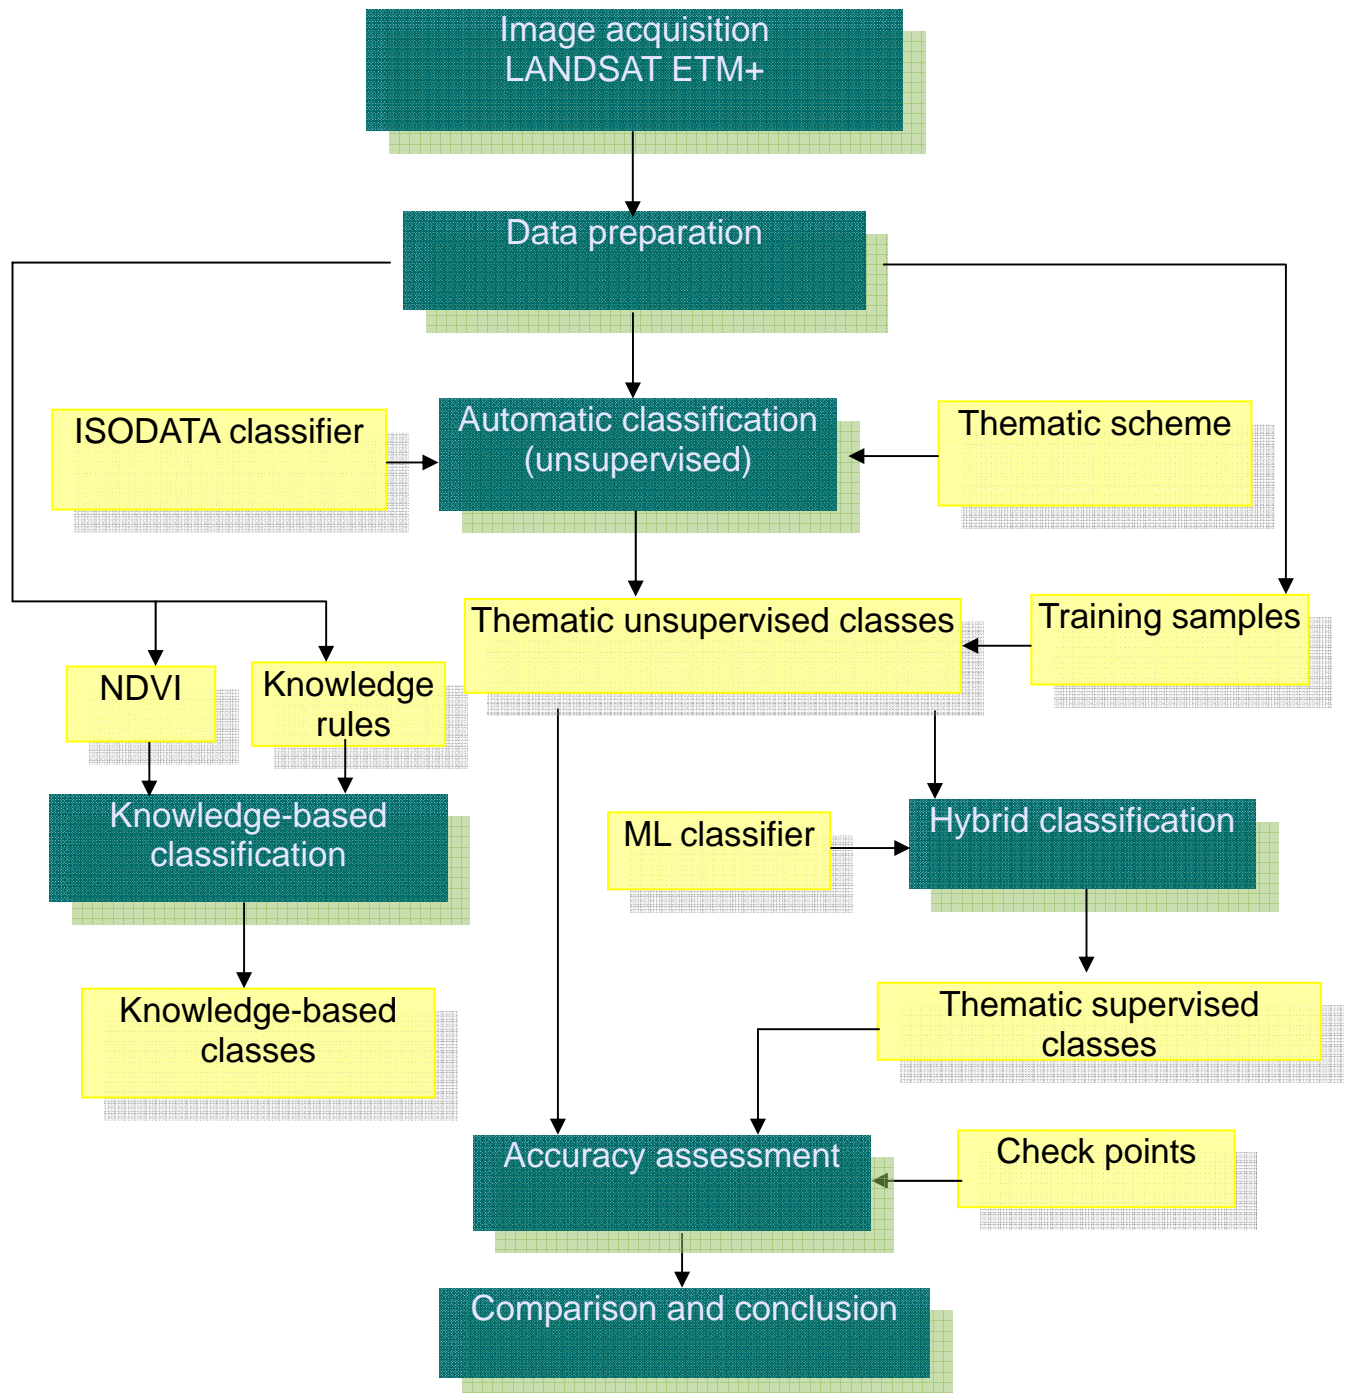 Image acquisition
LANDSAT ETM+
Data preparation
ISODATA classifier
Automatic classification
(unsupervised)
Thematic scheme
Thematic unsupervised classes
Training samples
NDVI
Knowledge
rules
Knowledge-based
classification
ML classifier
Hybrid classification
Knowledge-based
classes
Thematic supervised
classes
Accuracy assessment
Check points
Comparison and conclusion